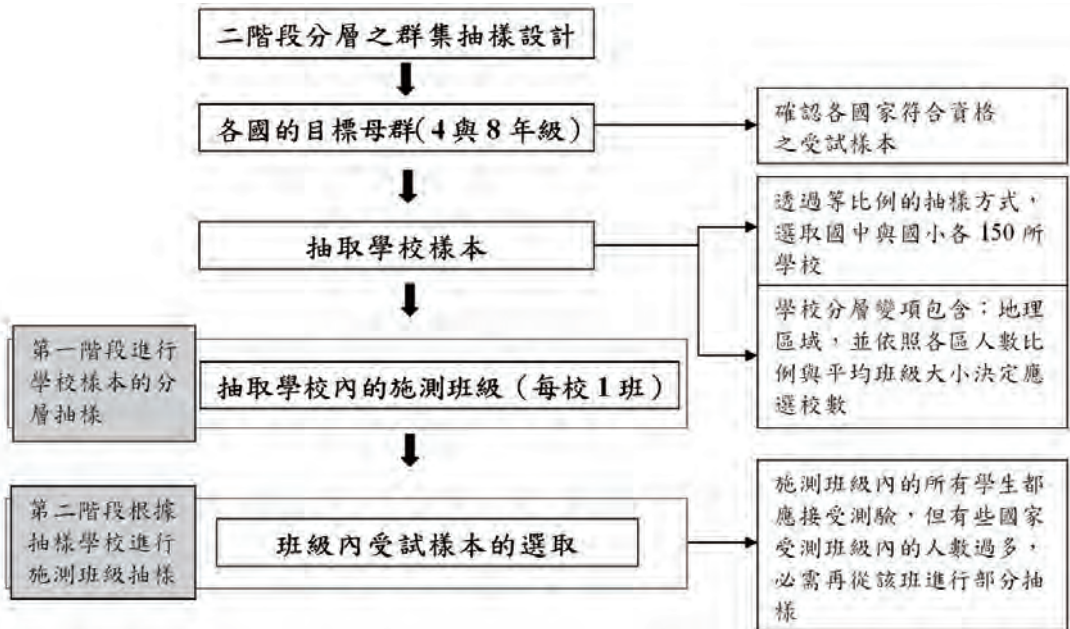 二階段分層之群集抽樣設計
各國的目標母群(4與8年級)
確認各國家符合資格
之受試樣本
抽取學校樣本
透過等比例的抽樣方式，
選取國中與國小各150所
學校
學校分層變項包含：地理
區域，並依照各區人數比
例與平均班級大小決定應
選校數
第一階段進行
學校樣本的分
層抽樣
抽取學校內的施測班級（每校1班）
第二階段根據
抽樣學校進行
施測班級抽樣
班級內受試樣本的選取
施測班級內的所有學生都
應接受測驗，但有些國家
受測班級內的人數過多，
必需再從該班進行部分抽
樣